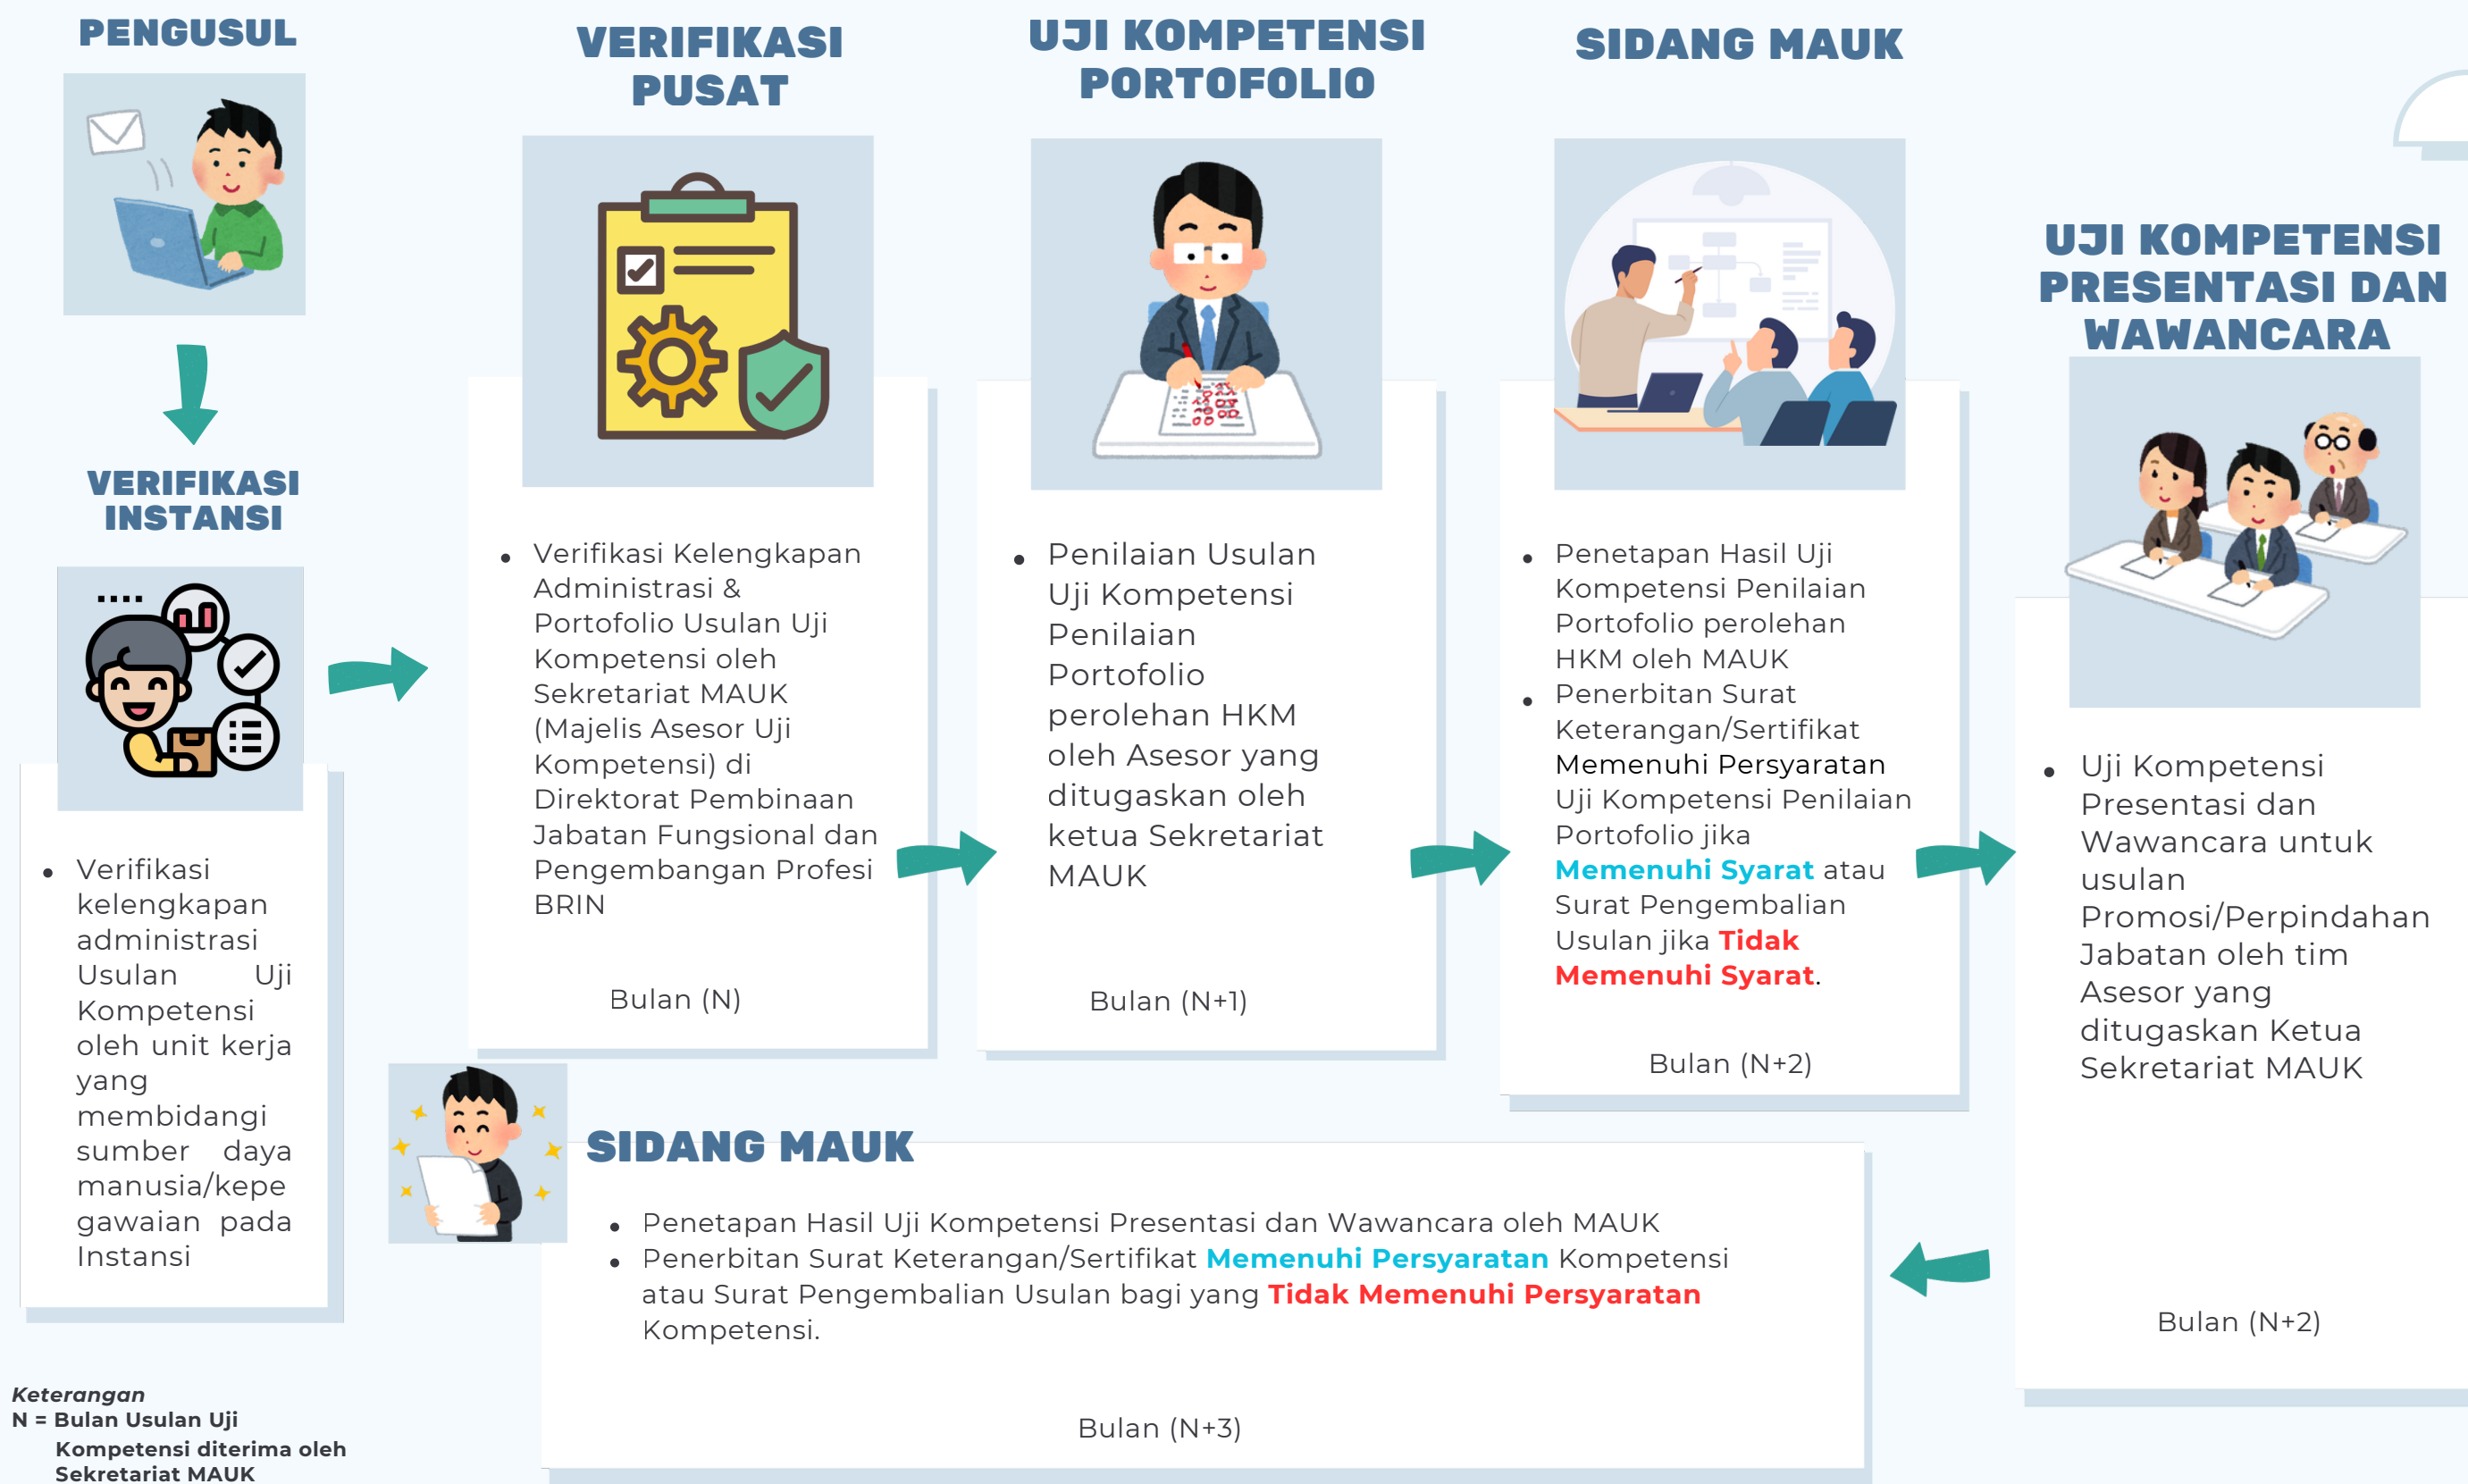 PENGUSUL
VERIFIKASI
INSTANSI
• Verifikasi
kelengkapan
administrasi
Usulan Uji
Kompetensi
oleh unit kerja
yang
membidangi
sumber daya
manusia/kepe
gawaian pada
Instansi
VERIFIKASI
PUSAT
• Verifikasi Kelengkapan
Administrasi &
Portofolio Usulan Uji
Kompetensi oleh
Sekretariat MAUK
(Majelis Asesor Uji
Kompetensi) di
Direktorat Pembinaan
Jabatan Fungsional dan
Pengembangan Profesi
BRIN
Bulan (N)
UJI KOMPETENSI
PORTOFOLIO
• Penilaian Usulan
Uji Kompetensi
Penilaian
Portofolio
perolehan HKM
oleh Asesor yang
ditugaskan oleh
ketua Sekretariat
MAUK
Bulan (N+1)
SIDANG MAUK
• Penetapan Hasil Uji
Kompetensi Penilaian
Portofolio perolehan
HKM oleh MAUK
• Penerbitan Surat
Keterangan/Sertifikat
Memenuhi Persyaratan
Uji Kompetensi Penilaian
Portofolio jika
Memenuhi Syarat atau
Surat Pengembalian
Usulan jika Tidak
Memenuhi Syarat.
Bulan (N+2)
UJI KOMPETENSI
PRESENTASI DAN
WAWANCARA
• Uji Kompetensi
Presentasi dan
Wawancara untuk
usulan
Promosi/Perpindahan
Jabatan oleh tim
Asesor yang
ditugaskan Ketua
Sekretariat MAUK
Bulan (N+2)
SIDANG MAUK
• Penetapan Hasil Uji Kompetensi Presentasi dan Wawancara oleh MAUK
• Penerbitan Surat Keterangan/Sertifikat Memenuhi Persyaratan Kompetensi
atau Surat Pengembalian Usulan bagi yang Tidak Memenuhi Persyaratan
Kompetensi.
Bulan (N+3)
Keterangan
N = Bulan Usulan Uji
Kompetensi diterima oleh
Sekretariat MAUK